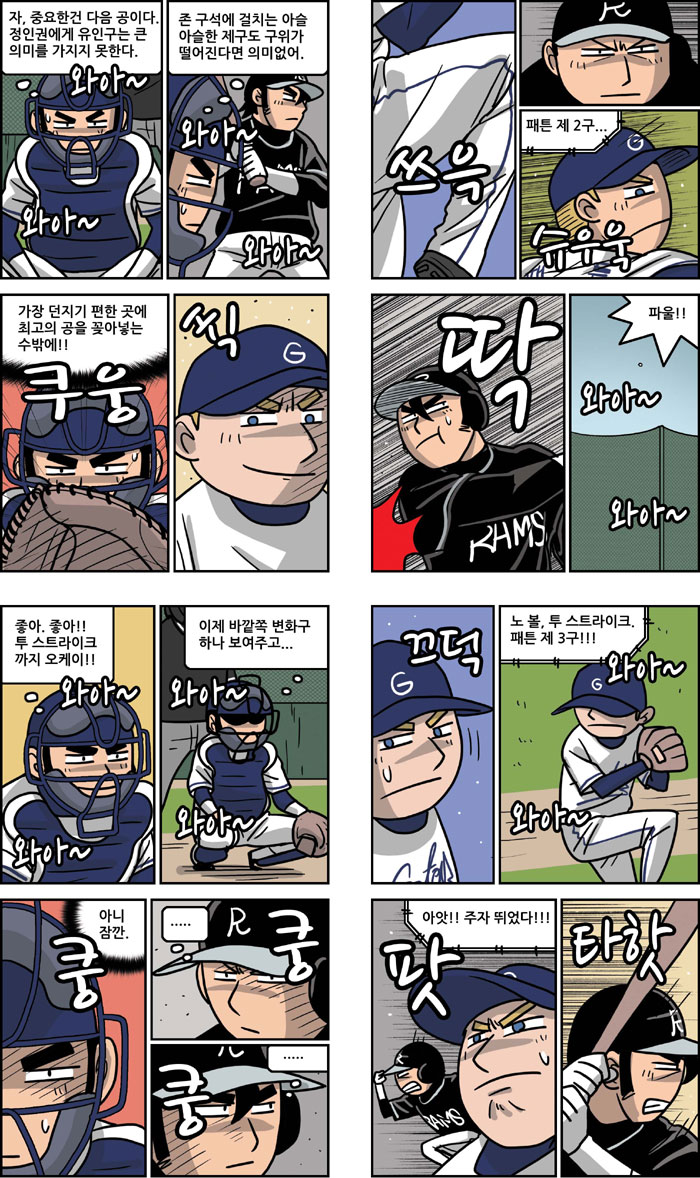 자, 중요한건 다음 공이다.
정인권에게 유인구는 큰
의미를 가지지 못한다.
와아~
와아~
존 구석에 걸치는 아슬
아슬한 제구도 구위가
떨어진다면 의미없어.
와아~
와아~
가장 던지기 편한 곳에
최고의 공을 꽂아넣는
수밖에!!
쿠웅
씩
G
쓰윽
R
패튼 제 2구...
G
슈유욱
딱
RAMS
파울!!
와아~
와아~
좋아. 좋아!!
투 스트라이크
까지 오케이!!
와아~
와아~
이제 바깥쪽 변화구
하나 보여주고...
와아~
와아~
아니
잠깐.
쿵
.....
R
쿵
.....
쿵
끄덕
G
노 볼, 투 스트라이크.
패튼 제 3구!!!
와아~
G
와아~
아앗!! 주자 뛰었다!!!
팟
RAMS
타핫
R